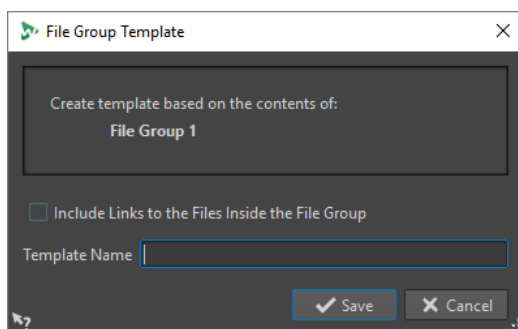 File Group Template
Create template based on the contents of:
File Group 1
Include Links to the Files Inside the File Group
Template Name
Save
Cancel
?